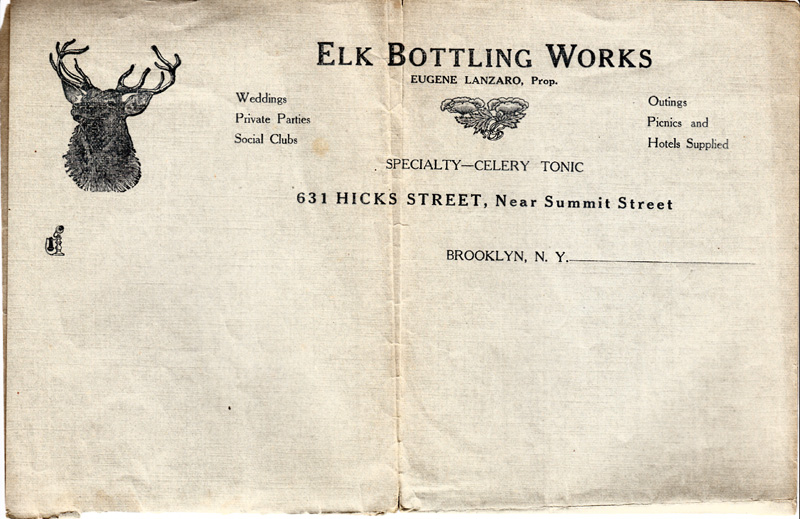 ELK BOTTLING WORKS
EUGENE LANZARO, Prop.
Weddings
Private Parties
Social Clubs
Outings
Picnics and
Hotels Supplied
SPECIALTY—CELERY TONIC
631 HICKS STREET, Near Summit Street
BROOKLYN, N. Y.